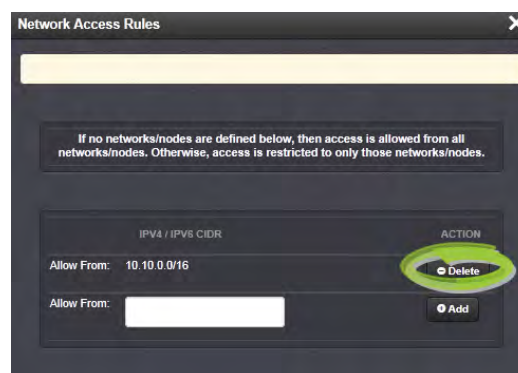 Network Access Rules
If no networks/nodes are defined below, then access is allowed from all
networks/nodes. Otherwise, access is restricted to only those networks/nodes.
IPV4 / IPV6 CIDR ACTION
Allow From: 10.10.0.0/16 Delete
Allow From: Add